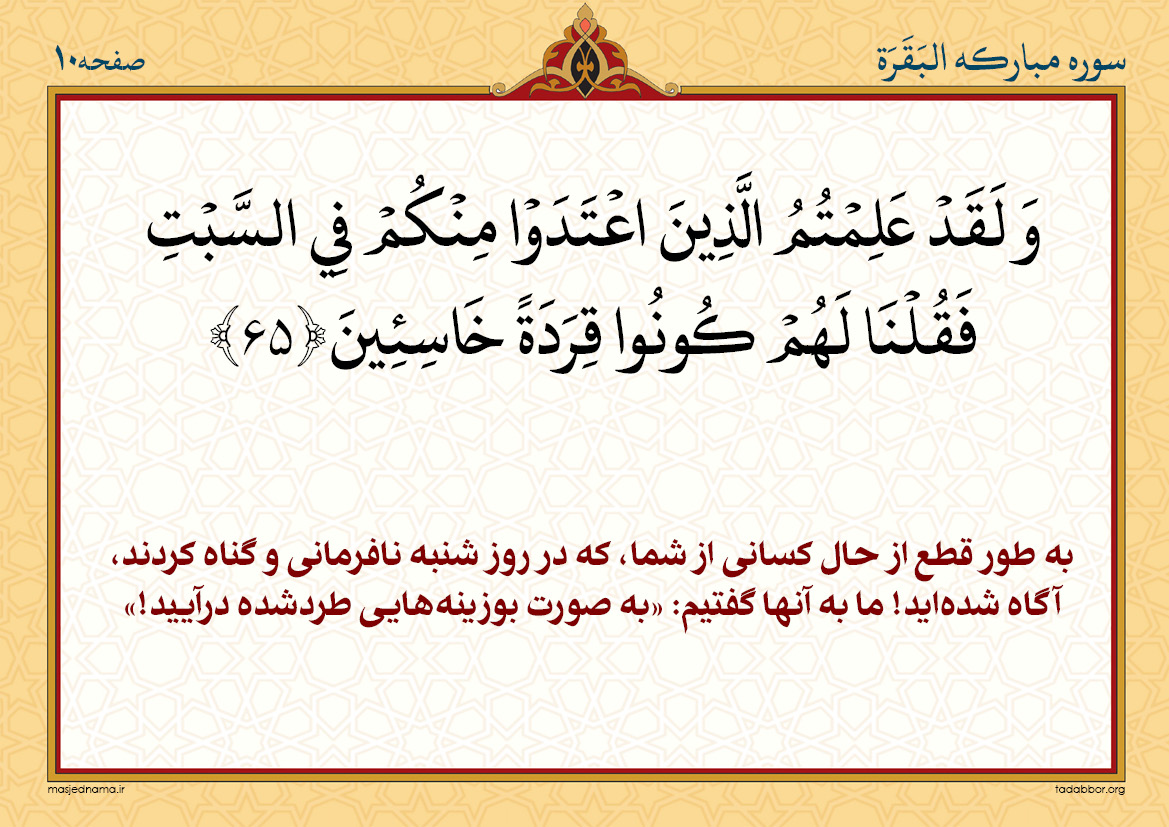 سوره مبارکه البَقَرَة
صفحه۱۰
وَ لَقَدْ عَلِمْتُمُ الَّذِينَ اعْتَدَوْا مِنْكُمْ فِي السَّبْتِ
فَقُلْنَا لَهُمْ كُونُوا قِرَدَةً خَاسِئِينَ ﴿۶۵﴾
به طور قطع از حال کسانی از شما، که در روز شنبه نافرمانی و گناه کردند،
آگاه شده‌اید! ما به آنها گفتیم: «به صورت بوزینه‌هایی طردشده درآیید!»
masjednama.ir
tadabbor.org